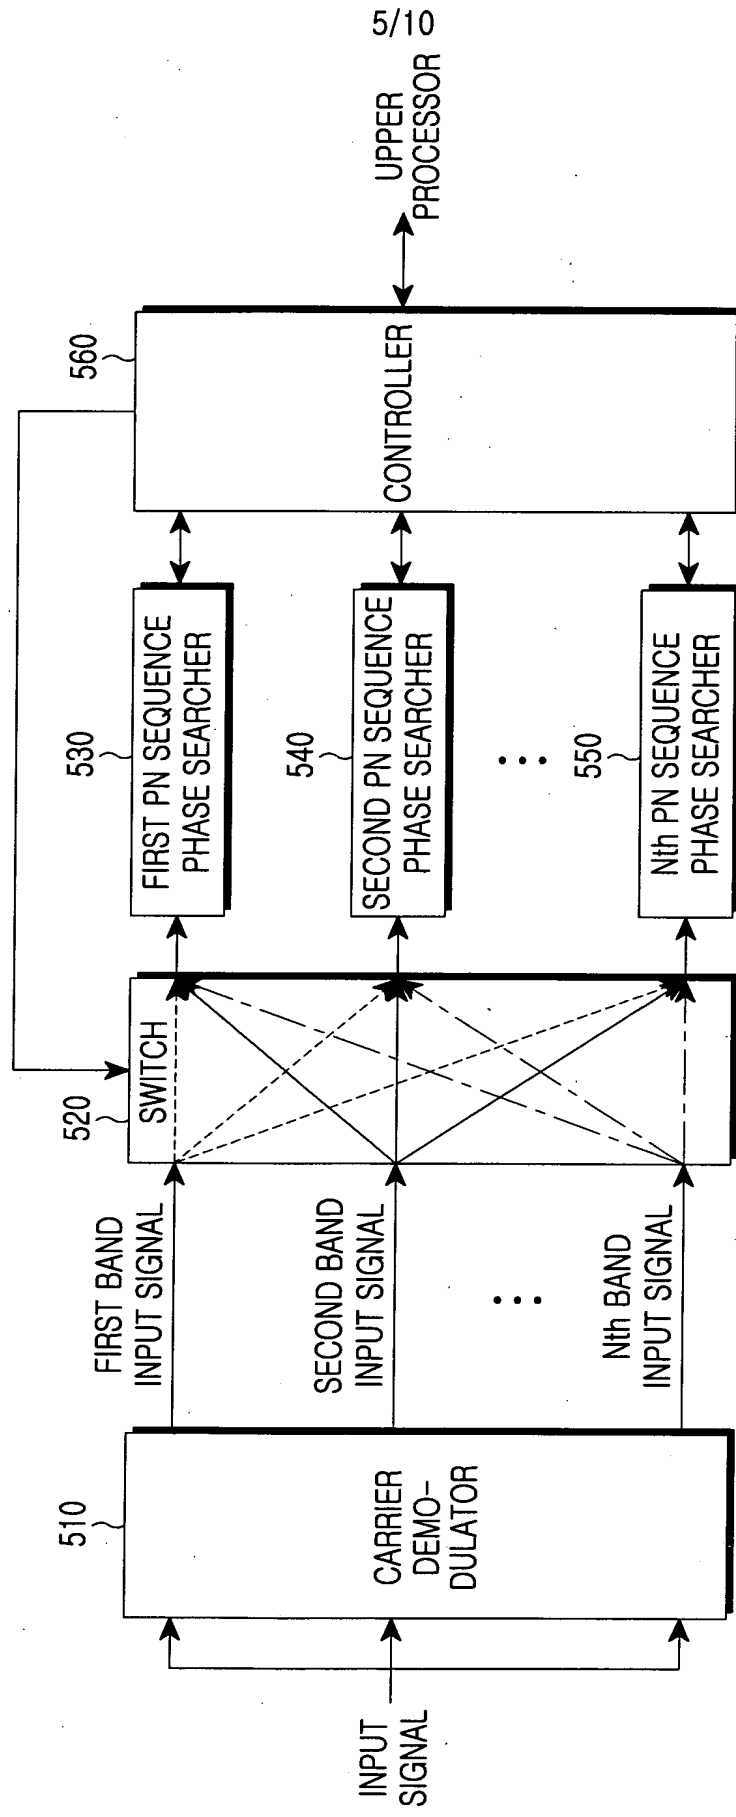 5/10
INPUT
SIGNAL
510
CARRIER
DEMO-
DULATOR
FIRST BAND
INPUT SIGNAL
SECOND BAND
INPUT SIGNAL
• • •
Nth BAND
INPUT SIGNAL
520
SWITCH
530
FIRST PN SEQUENCE
PHASE SEARCHER
540
SECOND PN SEQUENCE
PHASE SEARCHER
• • •
550
Nth PN SEQUENCE
PHASE SEARCHER
560
CONTROLLER
UPPER
PROCESSOR